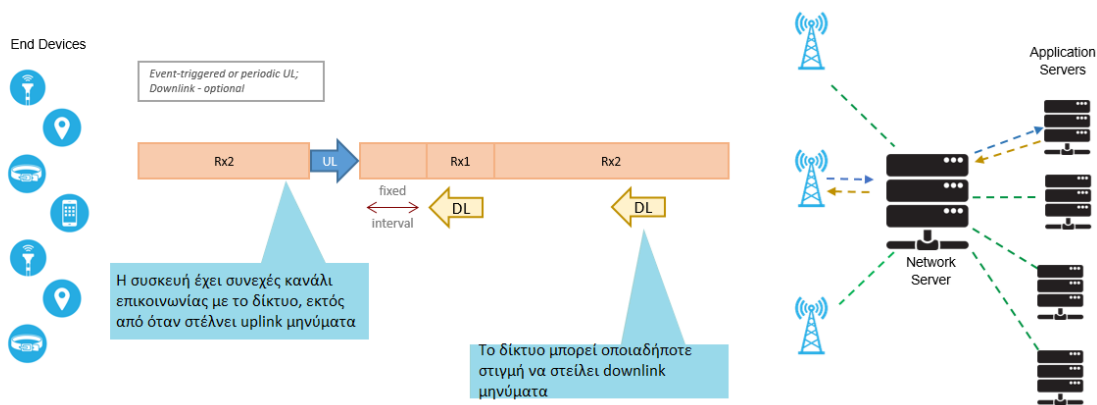 End Devices
Event-triggered or periodic UL;
Downlink - optional
Rx2
UL
Rx1
Rx2
fixed
interval
DL
DL
Η συσκευή έχει συνεχές κανάλι
επικοινωνίας με το δίκτυο, εκτός
από όταν στέλνει uplink μηνύματα
Το δίκτυο μπορεί οποιαδήποτε
στιγμή να στείλει downlink
μηνύματα
Application
Servers
Network
Server